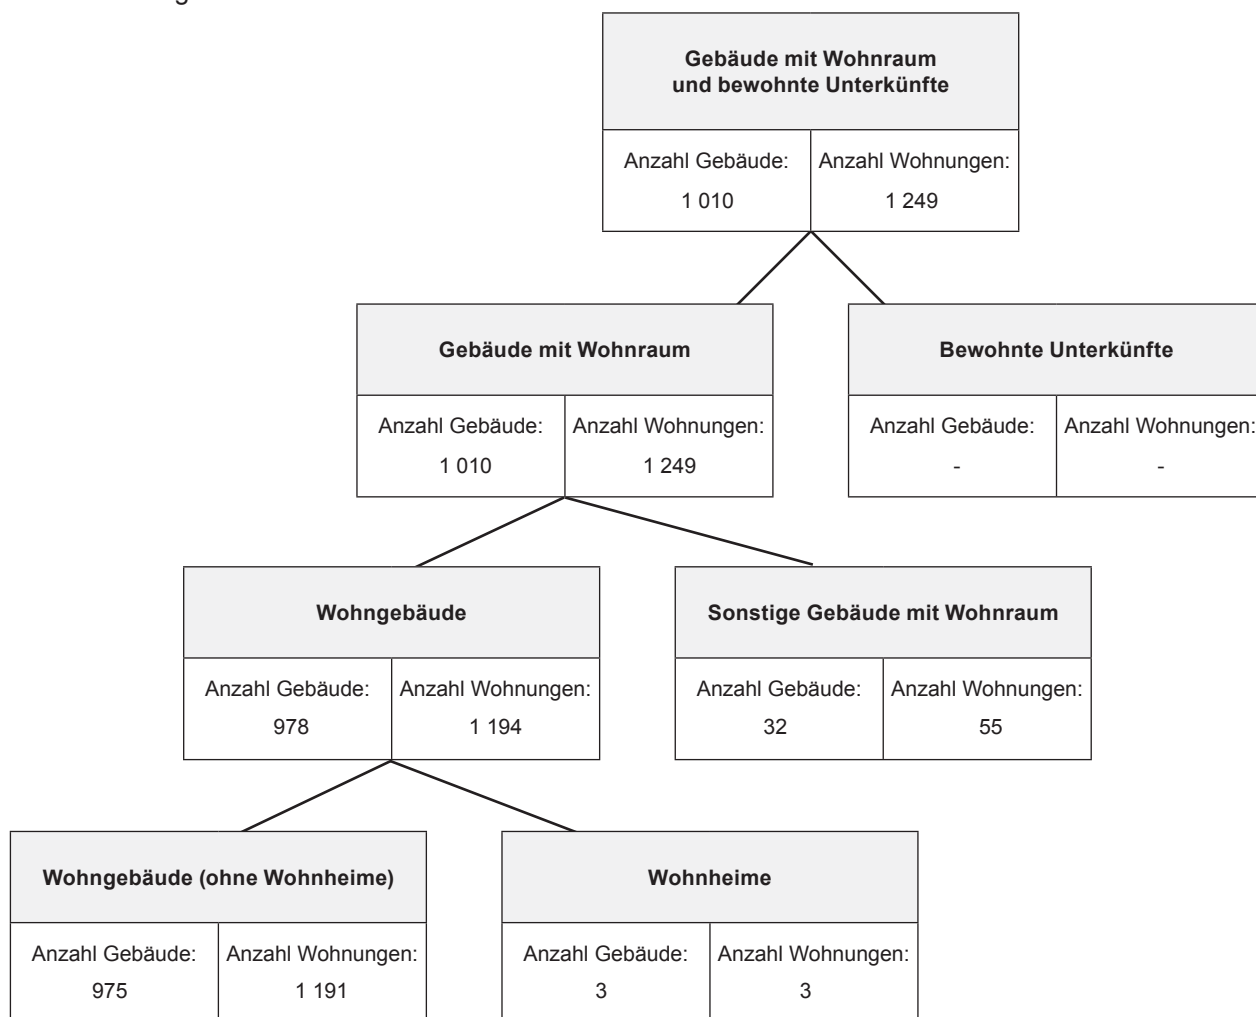 Gebäude mit Wohnraum
und bewohnte Unterkünfte
Anzahl Gebäude:
1 010
Anzahl Wohnungen:
1 249
Gebäude mit Wohnraum
Anzahl Gebäude:
1 010
Anzahl Wohnungen:
1 249
Bewohnte Unterkünfte
Anzahl Gebäude:
-
Anzahl Wohnungen:
-
Wohngebäude
Anzahl Gebäude:
978
Anzahl Wohnungen:
1 194
Sonstige Gebäude mit Wohnraum
Anzahl Gebäude:
32
Anzahl Wohnungen:
55
Wohngebäude (ohne Wohnheime)
Anzahl Gebäude:
975
Anzahl Wohnungen:
1 191
Wohnheime
Anzahl Gebäude:
3
Anzahl Wohnungen:
3